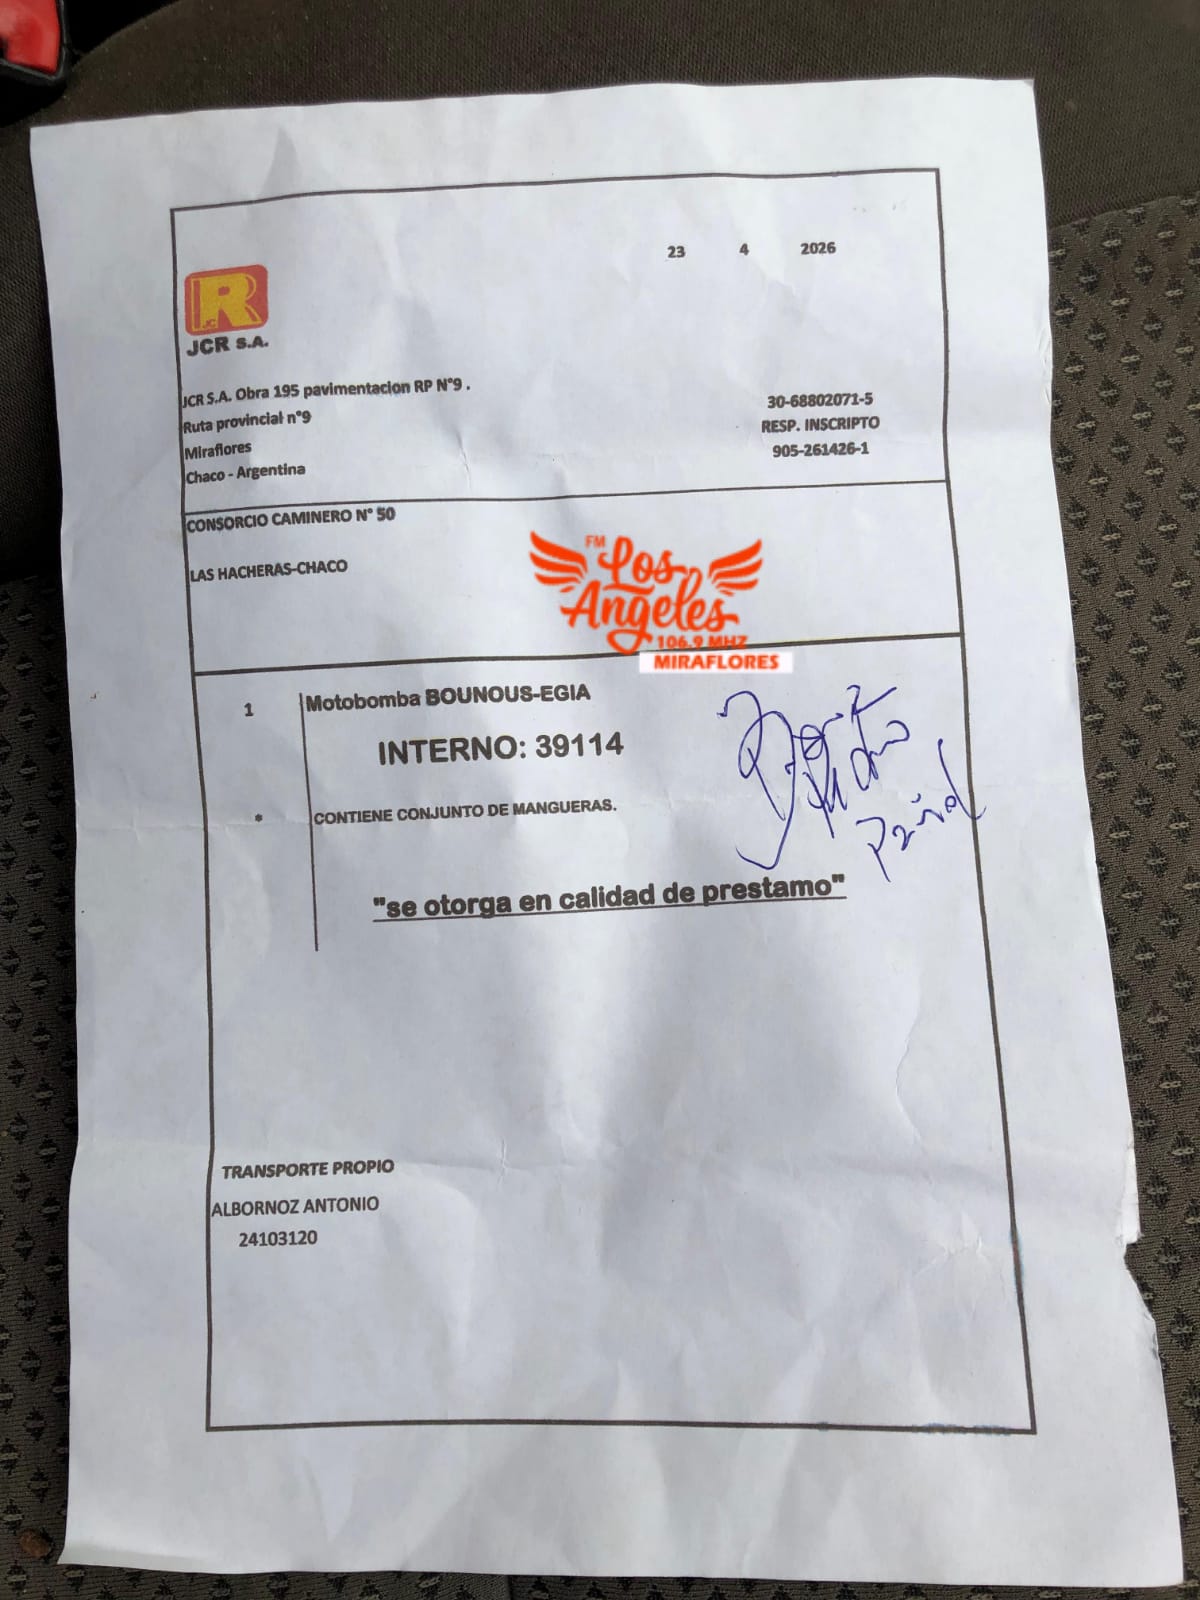 23 4 2026
R
JC
JCR S.A.
JCR S.A. Obra 195 pavimentacion RP N°9 .
Ruta provincial n°9
Miraflores
Chaco - Argentina
30-68802071-5
RESP. INSCRIPTO
905-261426-1
CONSORCIO CAMINERO N° 50
LAS HACHERAS-CHACO
FM
Los
Angeles
106.9 MHZ
MIRAFLORES
1 Motobomba BOUNOUS-EGIA
INTERNO: 39114
* CONTIENE CONJUNTO DE MANGUERAS.
Pañol
"se otorga en calidad de prestamo"
TRANSPORTE PROPIO
ALBORNOZ ANTONIO
24103120